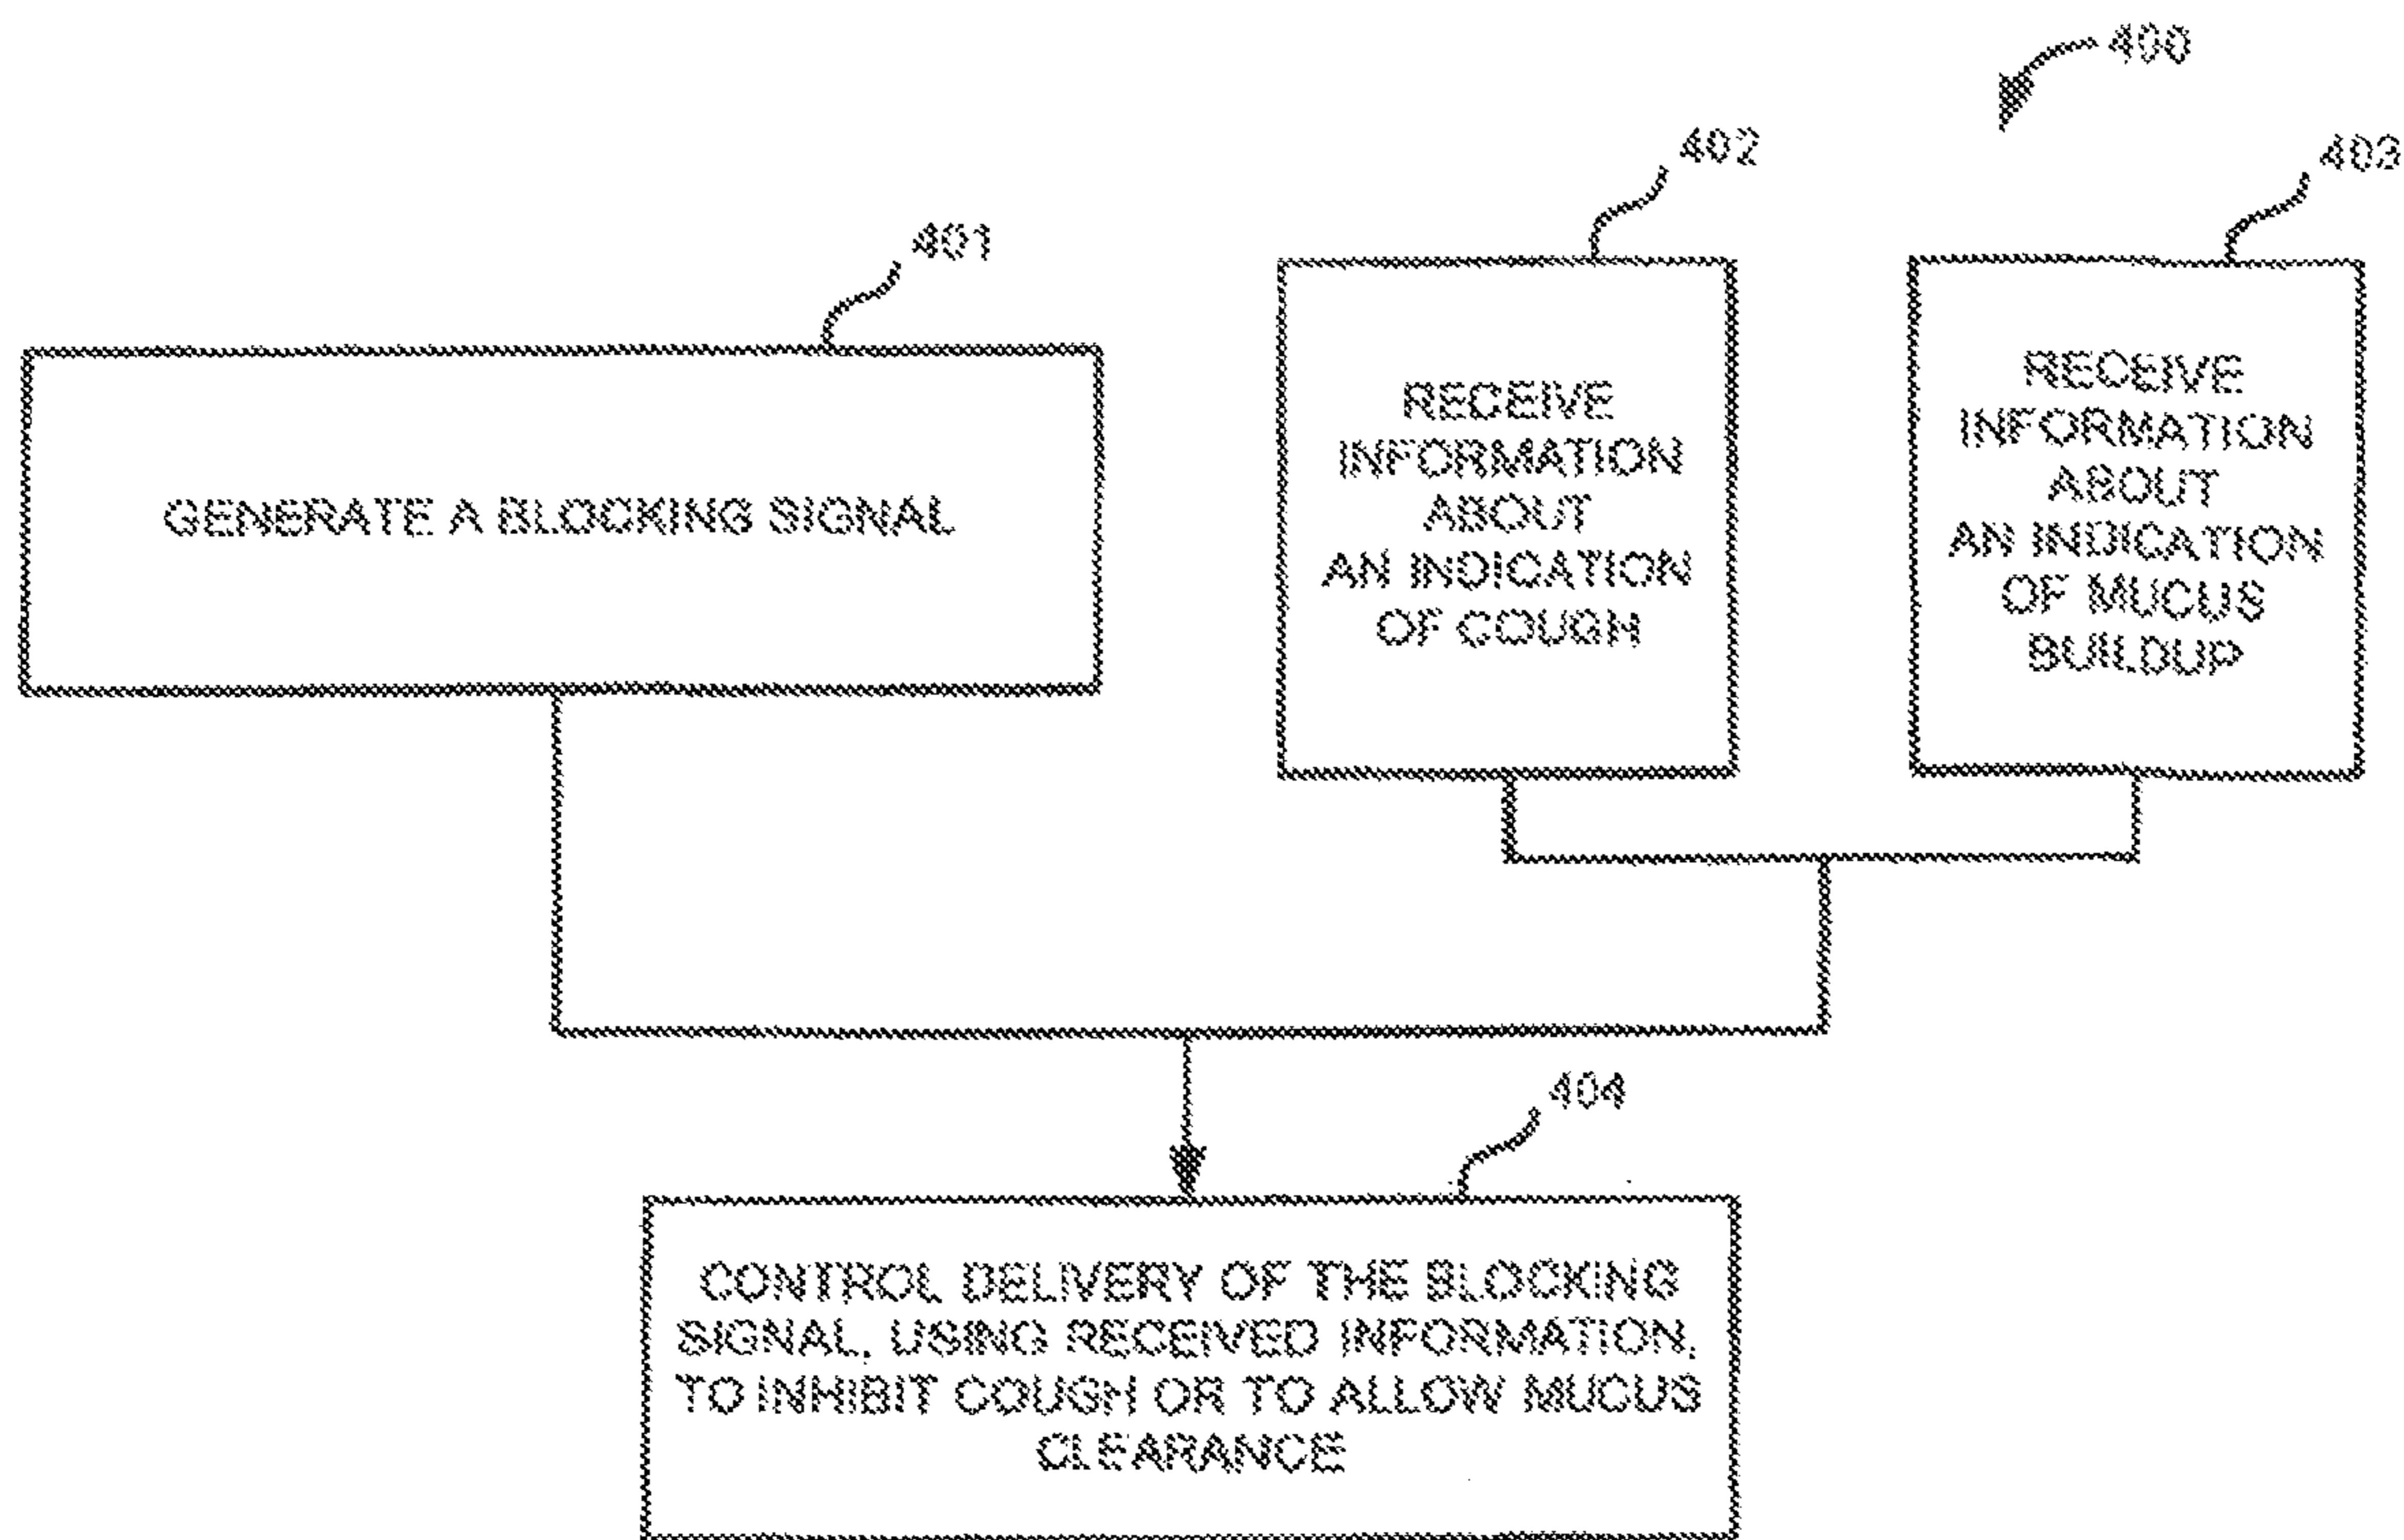 400
402
403
401
GENERATE A BLOCKING SIGNAL
RECEIVE
INFORMATION
ABOUT
AN INDICATION
OF COUGH
RECEIVE
INFORMATION
ABOUT
AN INDICATION
OF MUCUS
BUILDUP
404
CONTROL DELIVERY OF THE BLOCKING
SIGNAL, USING RECEIVED INFORMATION,
TO INHIBIT COUGH OR TO ALLOW MUCUS
CLEARANCE